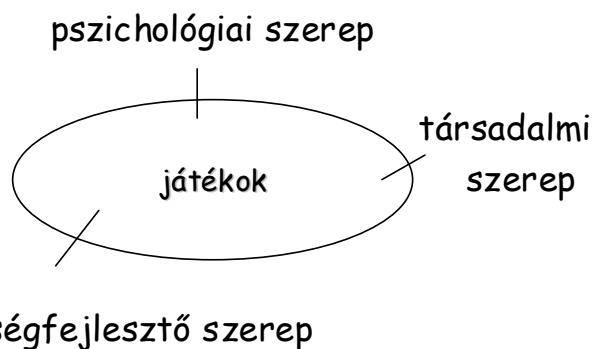 pszichológiai szerep
társadalmi
szerep
játékok
ségfejlesztő szerep